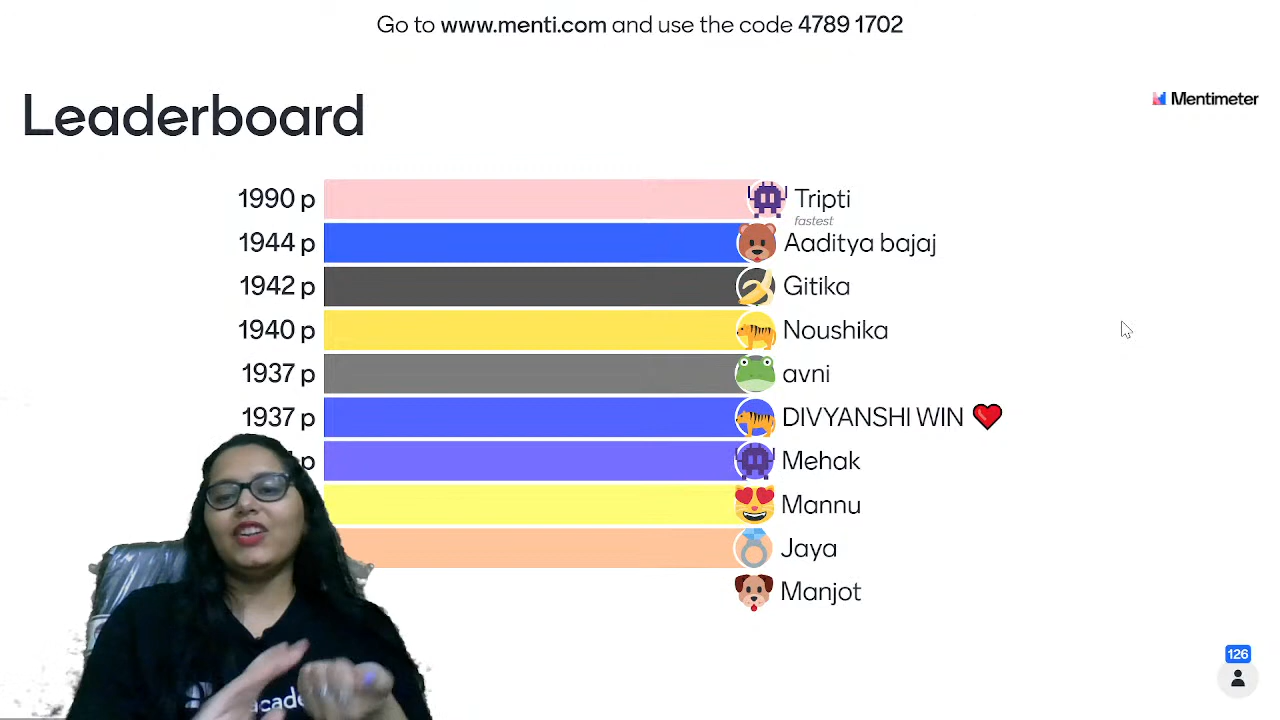 Go to www.menti.com and use the code 4789 1702
Leaderboard
Mentimeter
1990 p Tripti
fastest
1944 p Aaditya bajaj
1942 p Gitika
1940 p Noushika
1937 p avni
1937 p DIVYANSHI WIN ❤️
p Mehak
Mannu
Jaya
Manjot
126